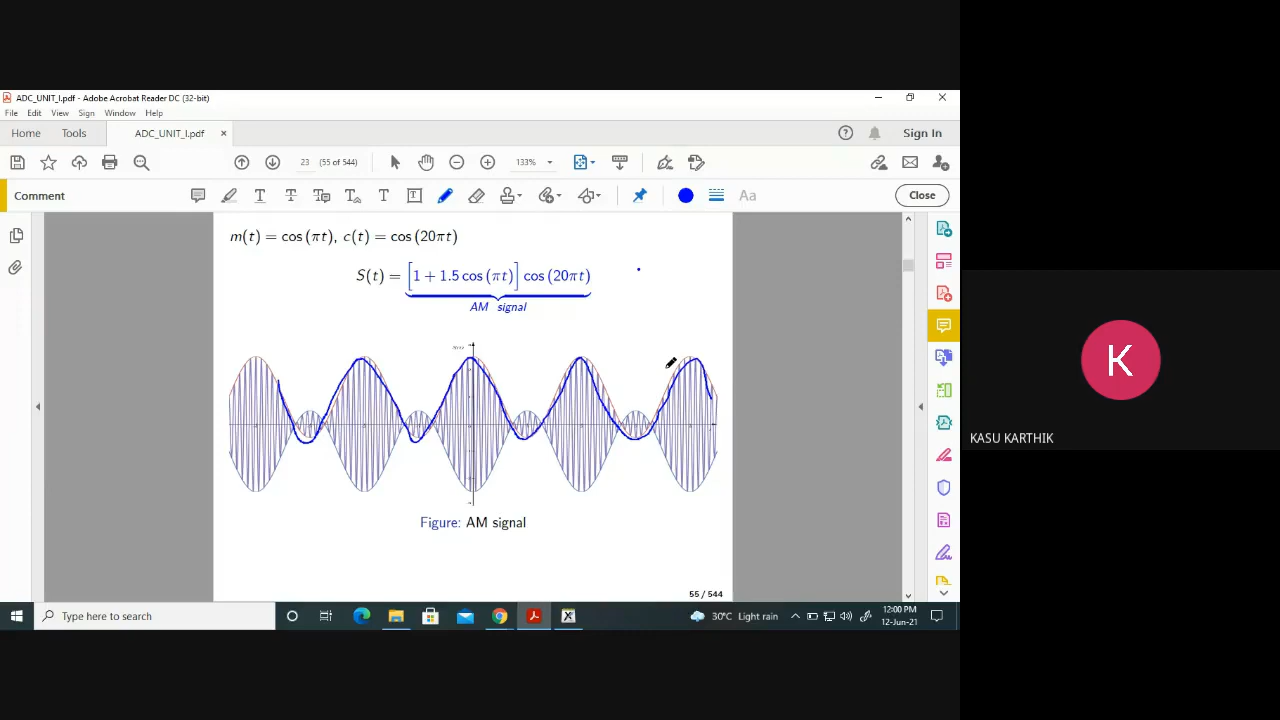 ADC_UNIT_I.pdf - Adobe Acrobat Reader DC (32-bit)
File Edit View Sign Window Help
Home Tools ADC_UNIT_I.pdf × Sign In
23 (55 of 544) 133%
Comment Aa Close
m(t) = cos (πt), c(t) = cos (20πt)
S(t) = [1 + 1.5 cos (πt)] cos (20πt)
AM signal
Figure: AM signal
55 / 544
K
KASU KARTHIK
Type here to search 30°C Light rain 12:00 PM
12-Jun-21